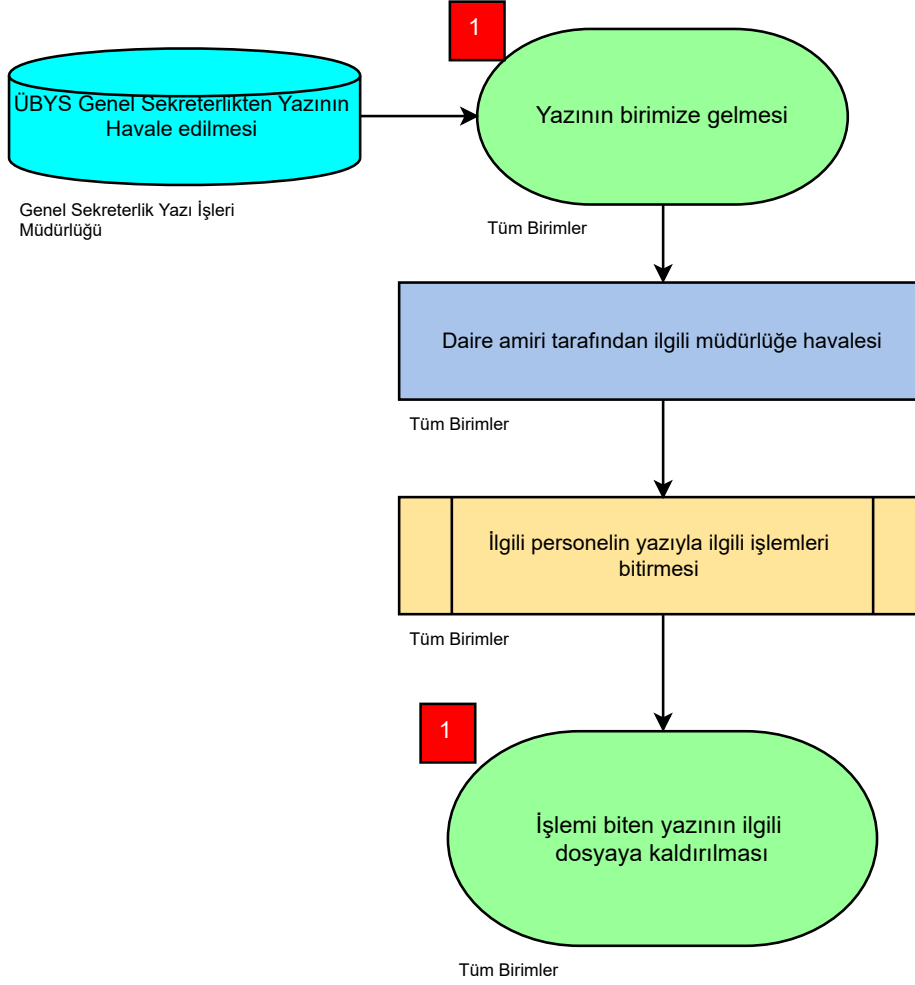 1
ÜBYS Genel Sekreterlikten Yazının
Havale edilmesi
Yazının birimize gelmesi
Genel Sekreterlik Yazı İşleri
Müdürlüğü
Tüm Birimler
Daire amiri tarafından ilgili müdürlüğe havalesi
Tüm Birimler
İlgili personelin yazıyla ilgili işlemleri
bitirmesi
Tüm Birimler
1
İşlemi biten yazının ilgili
dosyaya kaldırılması
Tüm Birimler